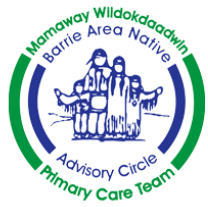 Mamaway Wiidokdaadwin
Barrie Area Native
Advisory Circle
Primary Care Team